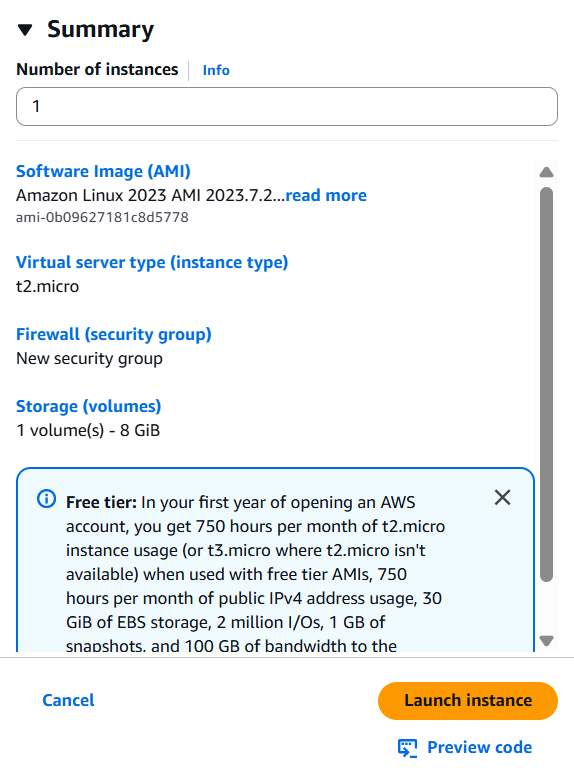 Summary
Number of instances
Info
1
Software Image (AMI)
Amazon Linux 2023 AMI 2023.7.2...read more
ami-0b09627181c8d5778
Virtual server type (instance type)
t2.micro
Firewall (security group)
New security group
Storage (volumes)
1 volume(s) - 8 GiB
Free tier: In your first year of opening an AWS
account, you get 750 hours per month of t2.micro
instance usage (or t3.micro where t2.micro isn't
available) when used with free tier AMIs, 750
hours per month of public IPv4 address usage, 30
GiB of EBS storage, 2 million I/Os, 1 GB of
snapshots, and 100 GB of bandwidth to the
Cancel
Launch instance
Preview code